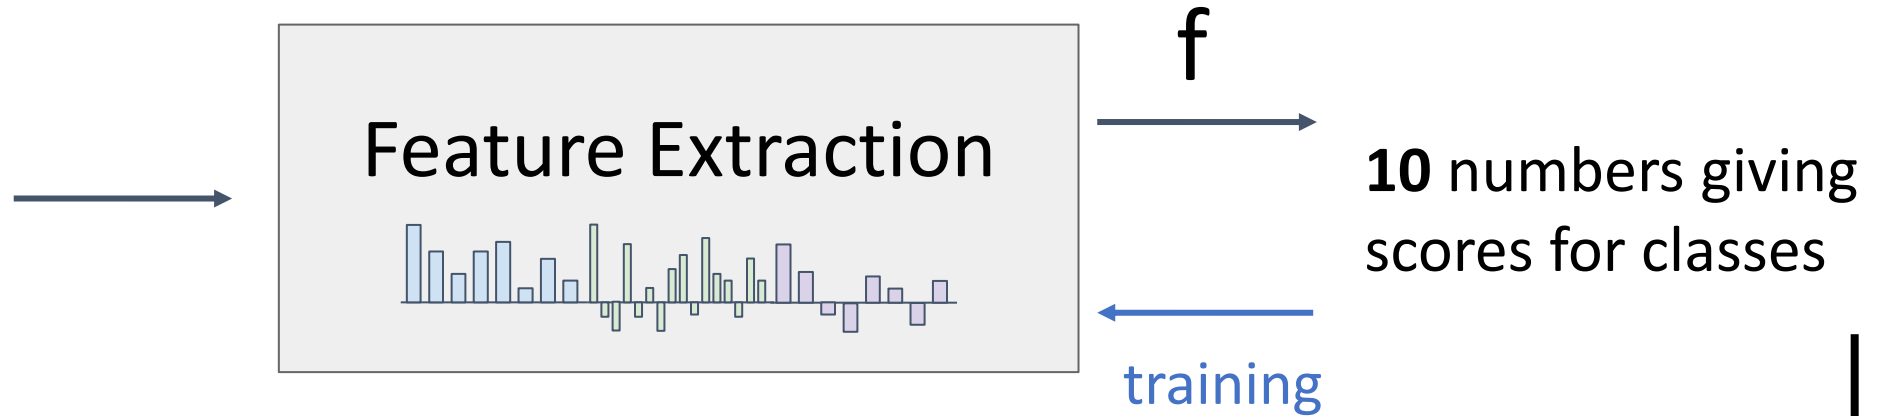 f
Feature Extraction
10 numbers giving
scores for classes
training